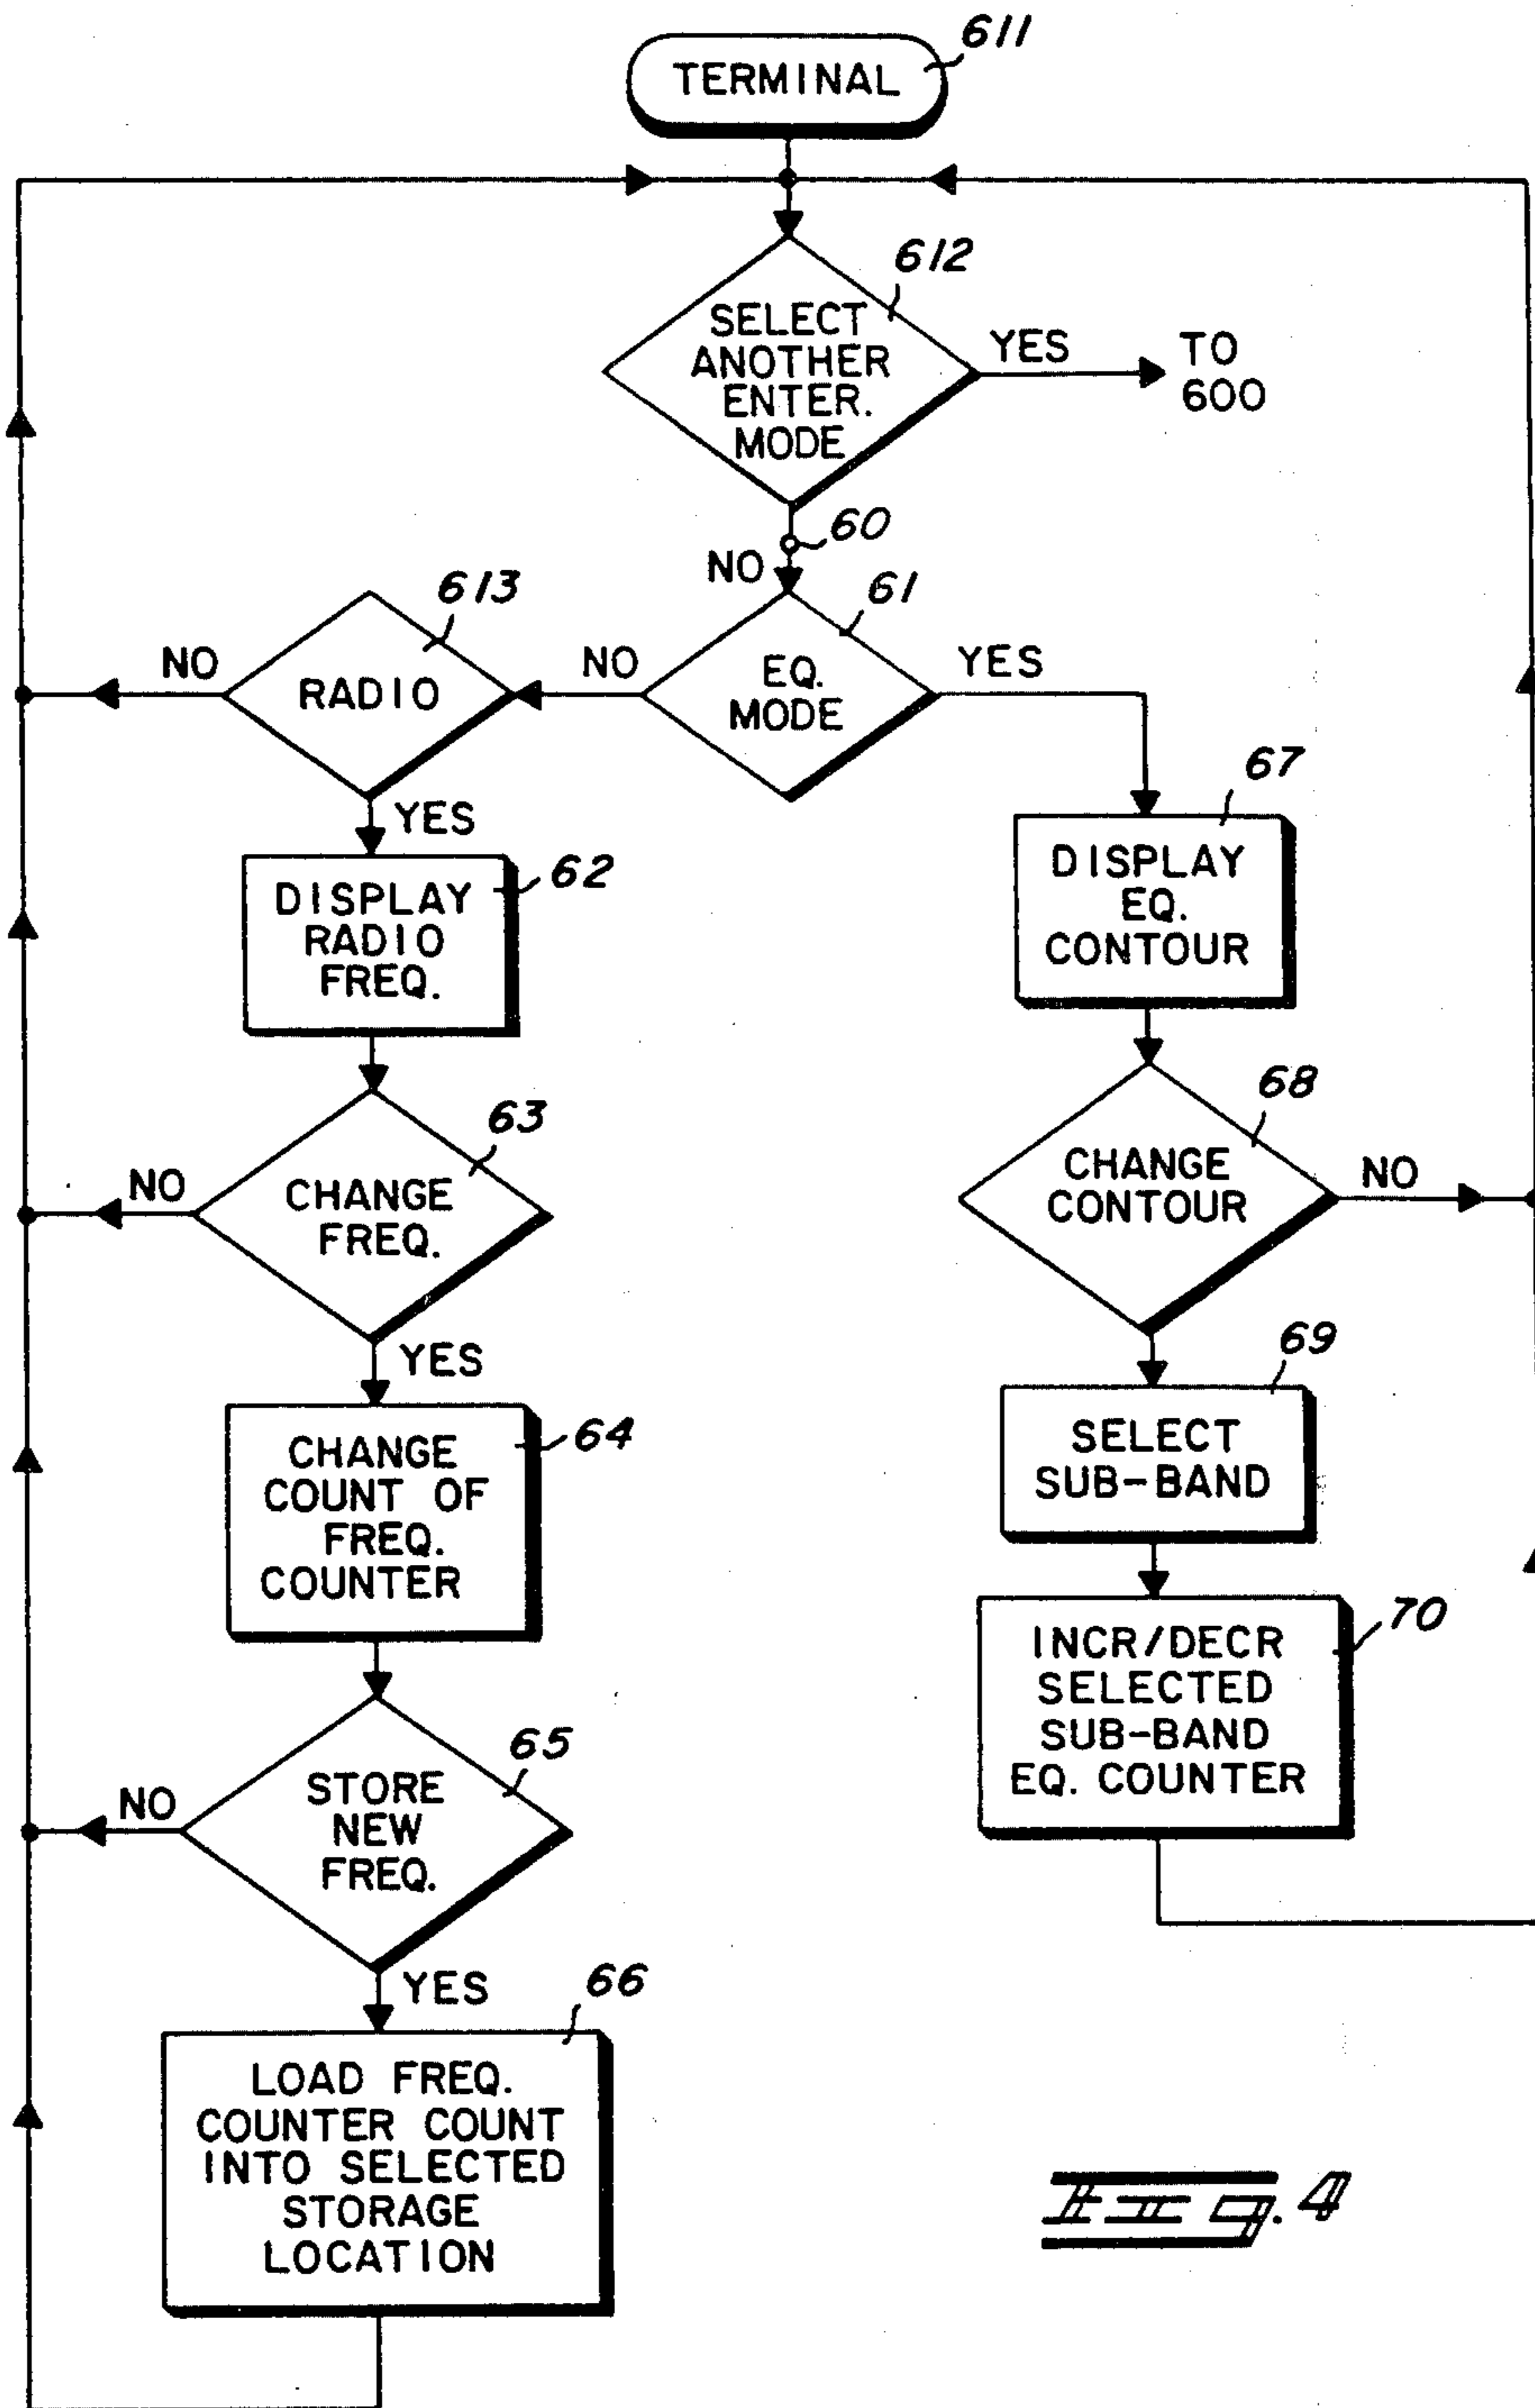 611
TERMINAL
612
SELECT
ANOTHER
ENTER.
MODE
YES
TO
600
60
NO
61
EQ.
MODE
NO
YES
613
RADIO
NO
YES
62
DISPLAY
RADIO
FREQ.
67
DISPLAY
EQ.
CONTOUR
63
CHANGE
FREQ.
NO
YES
68
CHANGE
CONTOUR
NO
64
CHANGE
COUNT OF
FREQ.
COUNTER
69
SELECT
SUB-BAND
65
STORE
NEW
FREQ.
NO
YES
70
INCR/DECR
SELECTED
SUB-BAND
EQ. COUNTER
66
LOAD FREQ.
COUNTER COUNT
INTO SELECTED
STORAGE
LOCATION
Fig. 4